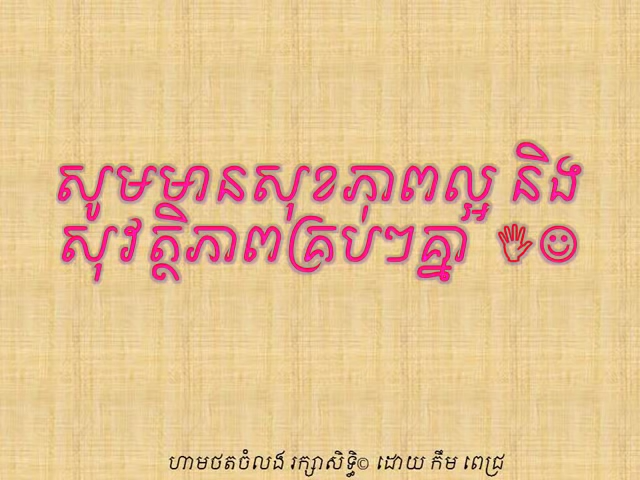 សូមមានសុខភាពល្អ និង
សុវត្ថិភាពគ្រប់ៗគ្នា 🖐☺
ហាមថតចំលង រក្សាសិទ្ធិ© ដោយ កឹម ពេជ្រ